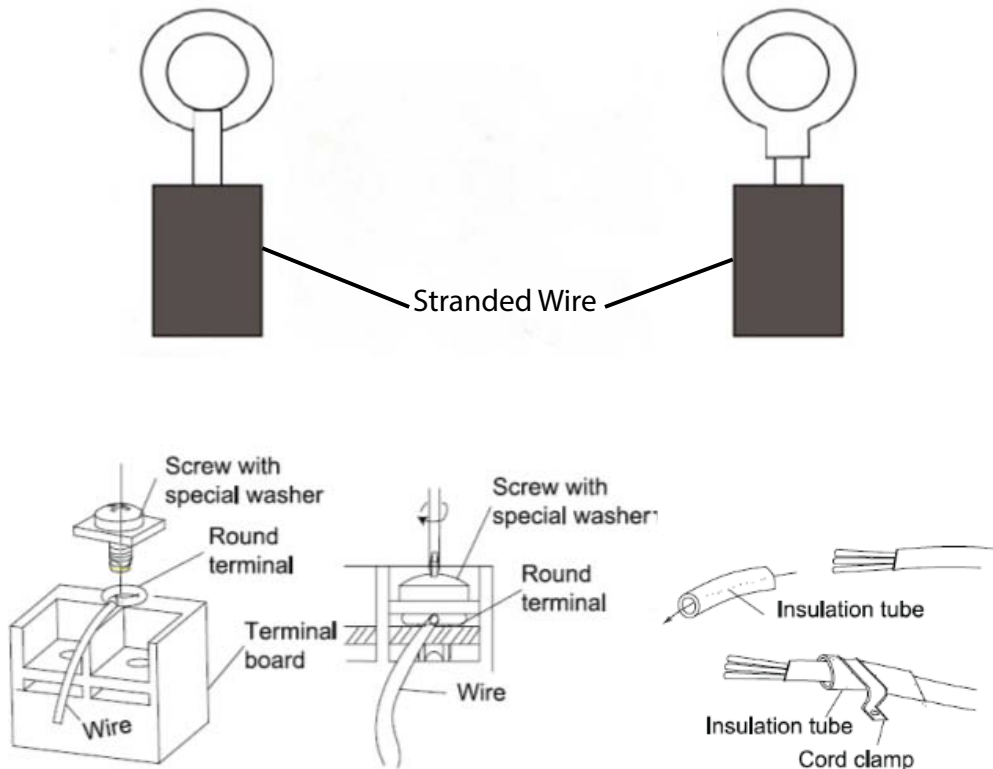 Stranded Wire
Screw with
special washer
Round
terminal
Terminal
board
Wire
Screw with
special washer
Round
terminal
Wire
Insulation tube
Insulation tube
Cord clamp